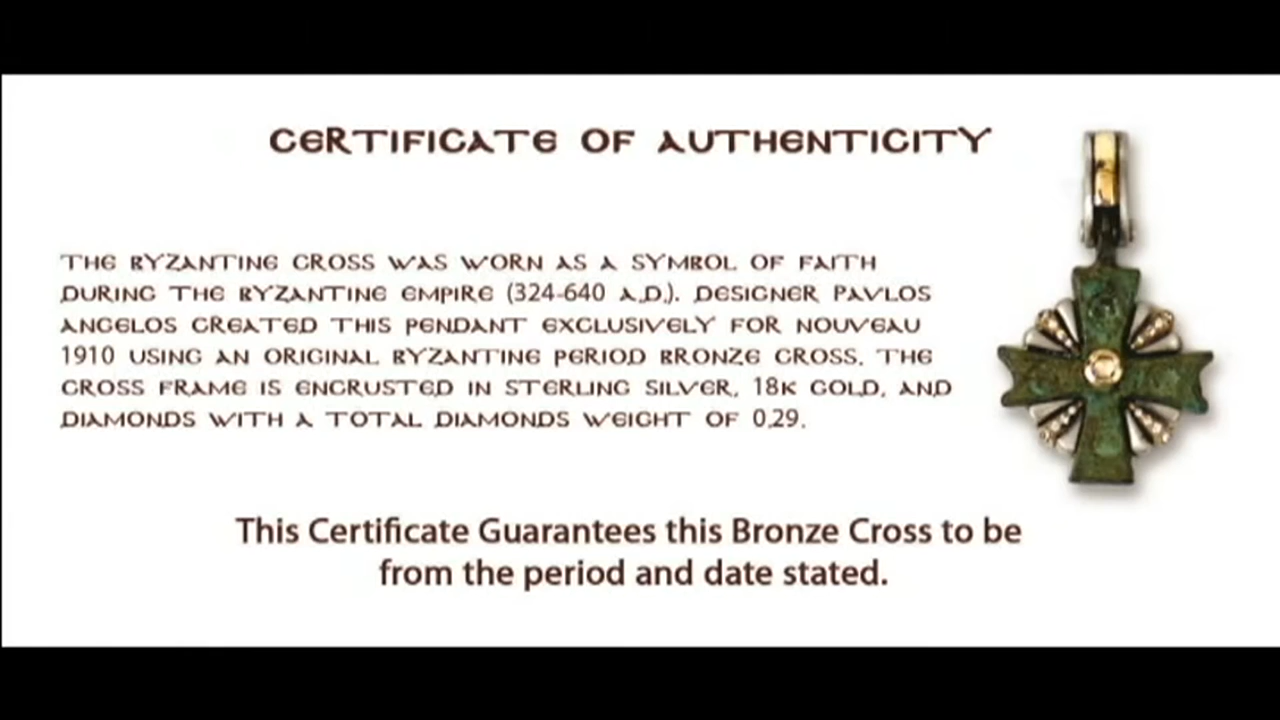 CERTIFICATE OF AUTHENTICITY
THE BYZANTINE CROSS WAS WORN AS A SYMBOL OF FAITH
DURING THE BYZANTINE EMPIRE (324-640 A.D.). DESIGNER PAVLOS
ANGELOS CREATED THIS PENDANT EXCLUSIVELY FOR NOUVEAU
1910 USING AN ORIGINAL BYZANTINE PERIOD BRONZE CROSS. THE
CROSS FRAME IS ENCRUSTED IN STERLING SILVER, 18K GOLD, AND
DIAMONDS WITH A TOTAL DIAMONDS WEIGHT OF 0.29.
This Certificate Guarantees this Bronze Cross to be
from the period and date stated.